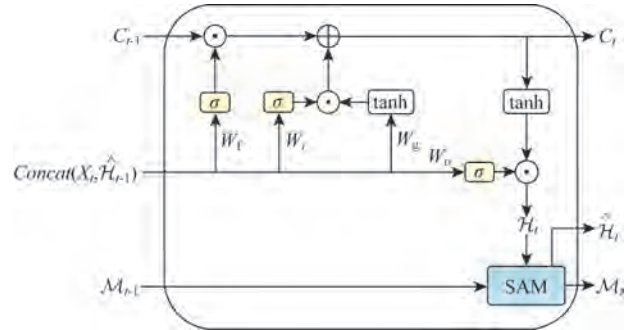 C_{t-1} C_t
σ σ tanh tanh
W_f W_i W_g W_o
Concat(X_t, Ĥ_{t-1}) σ
H_t Ĥ_t
M_{t-1} SAM M_t